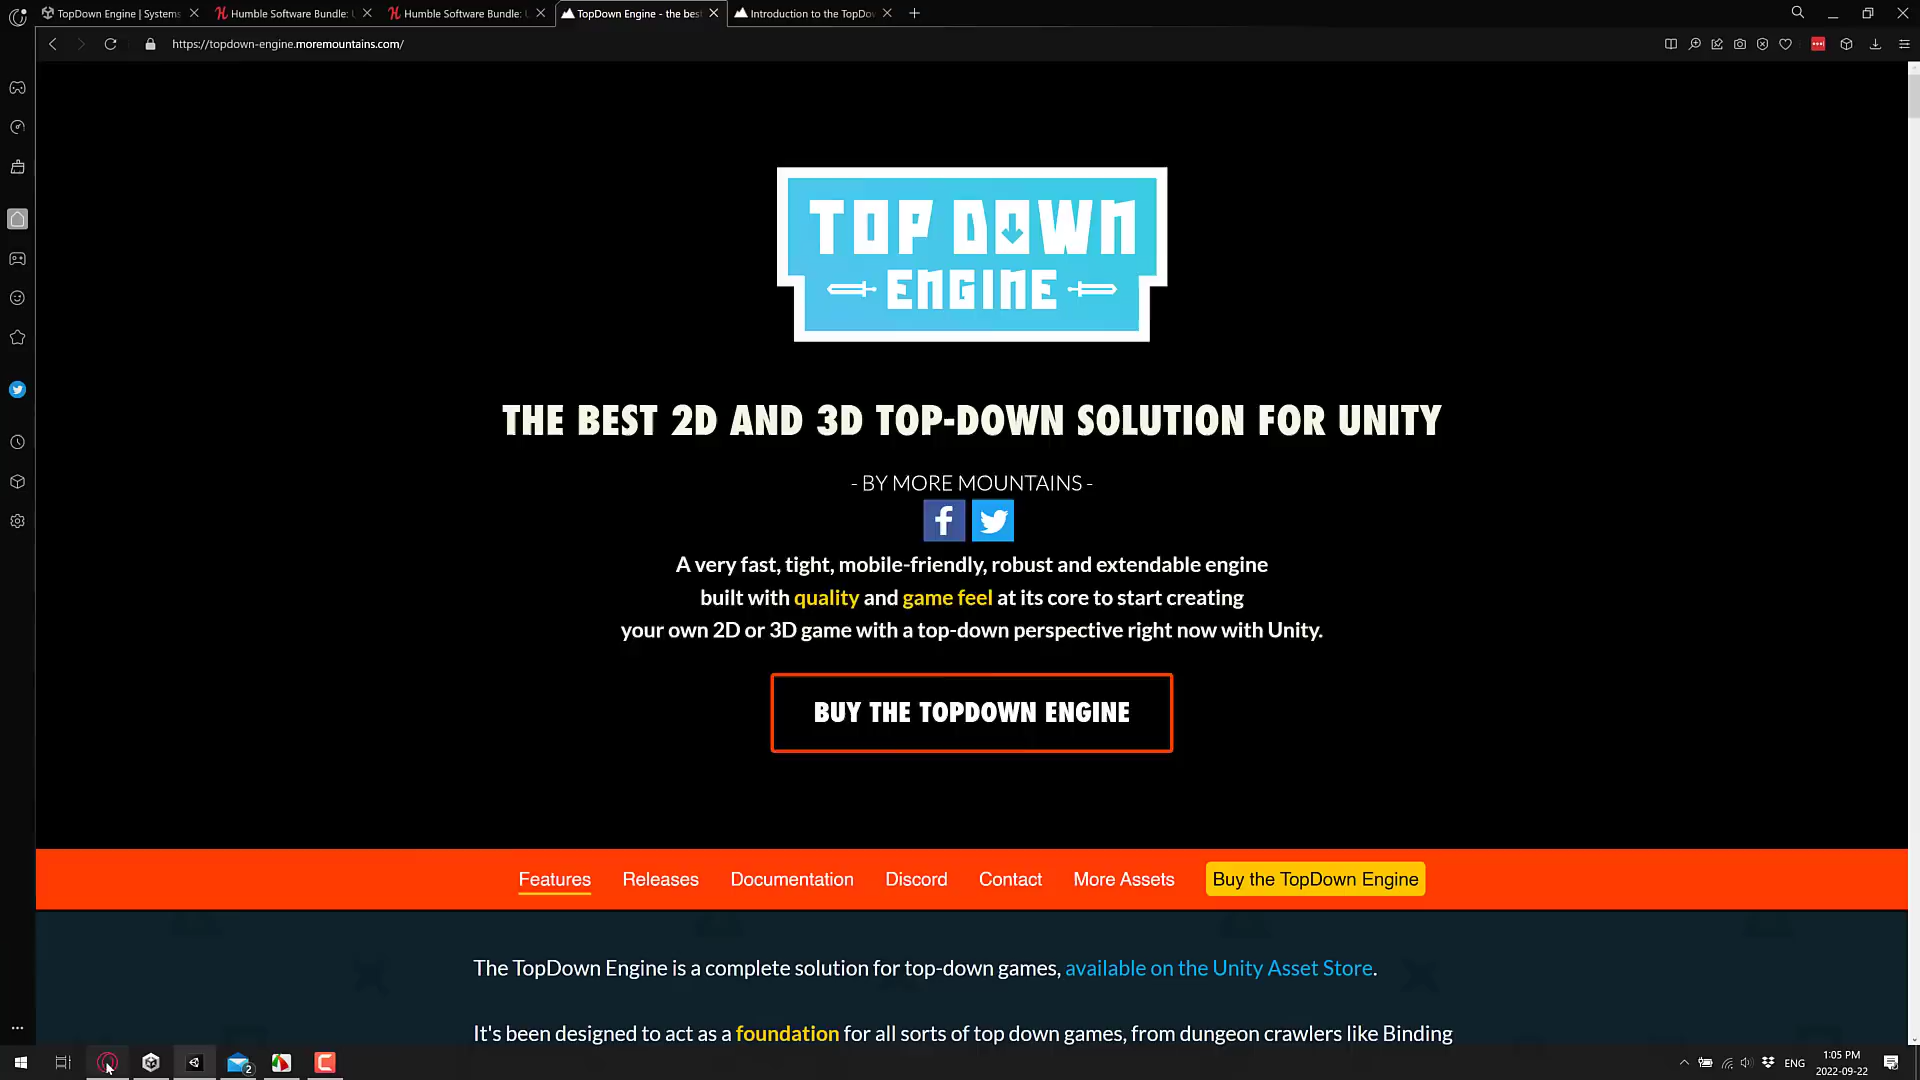 TopDown Engine | Systems
Humble Software Bundle: U
Humble Software Bundle: U
TopDown Engine - the best
Introduction to the TopDow
https://topdown-engine.moremountains.com/
TOP DOWN
ENGINE
THE BEST 2D AND 3D TOP-DOWN SOLUTION FOR UNITY
- BY MORE MOUNTAINS -
A very fast, tight, mobile-friendly, robust and extendable engine
built with quality and game feel at its core to start creating
your own 2D or 3D game with a top-down perspective right now with Unity.
BUY THE TOPDOWN ENGINE
Features Releases Documentation Discord Contact More Assets Buy the TopDown Engine
The TopDown Engine is a complete solution for top-down games, available on the Unity Asset Store.
It's been designed to act as a foundation for all sorts of top down games, from dungeon crawlers like Binding
2
ENG
1:05 PM
2022-09-22